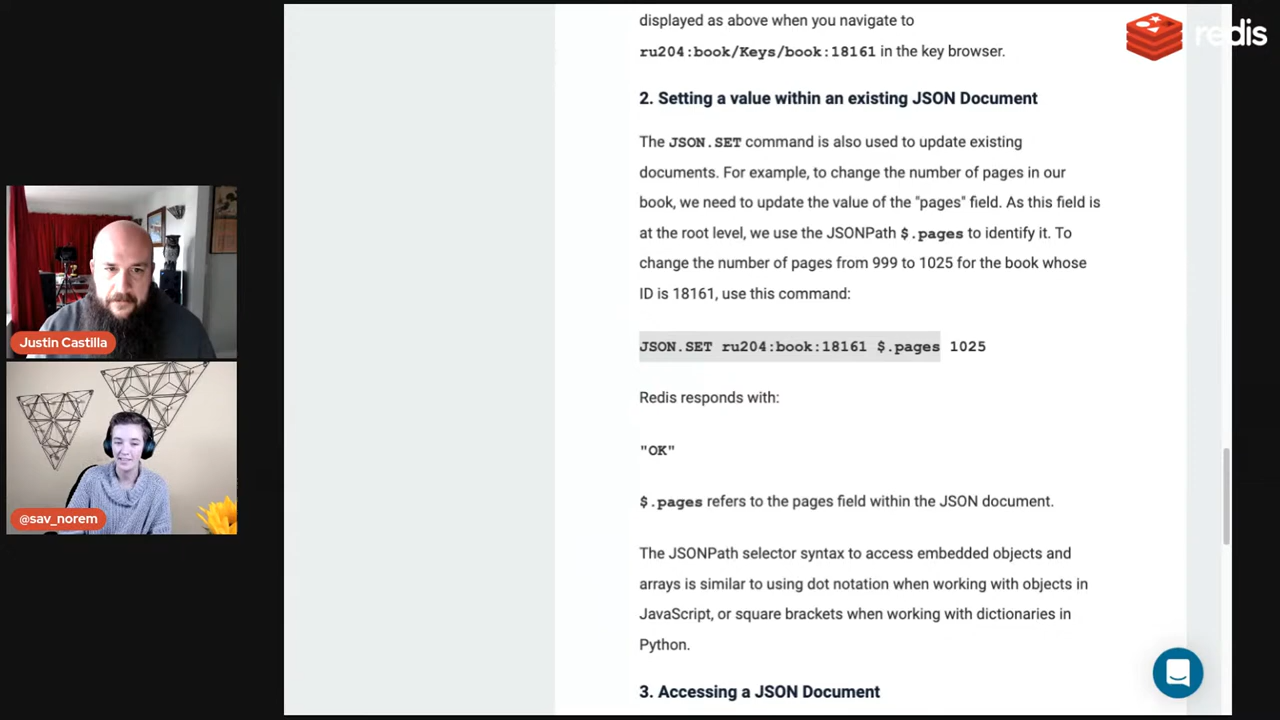 displayed as above when you navigate to
ru204:book/Keys/book:18161 in the key browser.
redis
2. Setting a value within an existing JSON Document
The JSON.SET command is also used to update existing
documents. For example, to change the number of pages in our
book, we need to update the value of the "pages" field. As this field is
at the root level, we use the JSONPath $.pages to identify it. To
change the number of pages from 999 to 1025 for the book whose
ID is 18161, use this command:
JSON.SET ru204:book:18161 $.pages 1025
Redis responds with:
"OK"
$.pages refers to the pages field within the JSON document.
The JSONPath selector syntax to access embedded objects and
arrays is similar to using dot notation when working with objects in
JavaScript, or square brackets when working with dictionaries in
Python.
3. Accessing a JSON Document
Justin Castilla
@sav_norem